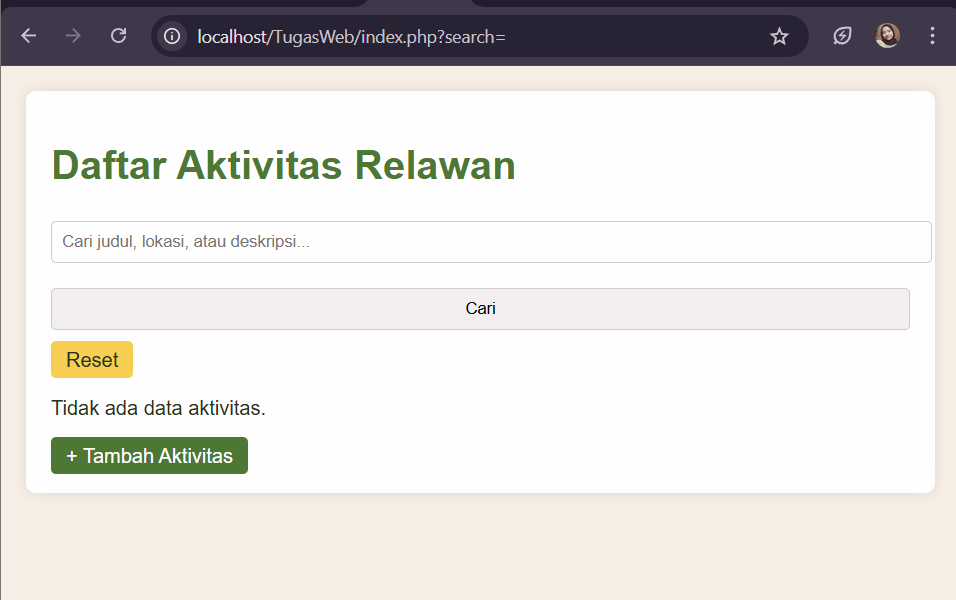 localhost/TugasWeb/index.php?search=
Daftar Aktivitas Relawan
Cari judul, lokasi, atau deskripsi...
Cari
Reset
Tidak ada data aktivitas.
+ Tambah Aktivitas